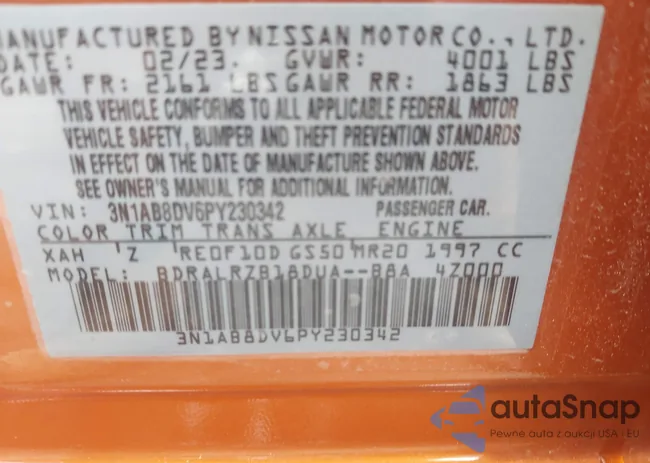 MANUFACTURED BY NISSAN MOTOR CO., LTD.
DATE: 02/23. GVWR: 4001 LBS
GAWR FR: 2161 LBS GAWR RR: 1863 LBS
THIS VEHICLE CONFORMS TO ALL APPLICABLE FEDERAL MOTOR
VEHICLE SAFETY, BUMPER AND THEFT PREVENTION STANDARDS
IN EFFECT ON THE DATE OF MANUFACTURE SHOWN ABOVE.
SEE OWNER'S MANUAL FOR ADDITIONAL INFORMATION.
VIN: 3N1AB8DV6PY230342 PASSENGER CAR.
COLOR TRIM TRANS AXLE ENGINE
XAH Z RE0F10D GS50 MR20 1997 CC
MODEL: BDRALRZB18DUA--B8A 4Z000
3N1AB8DV6PY230342
autaSnap
Pewne auta z aukcji USA - EU